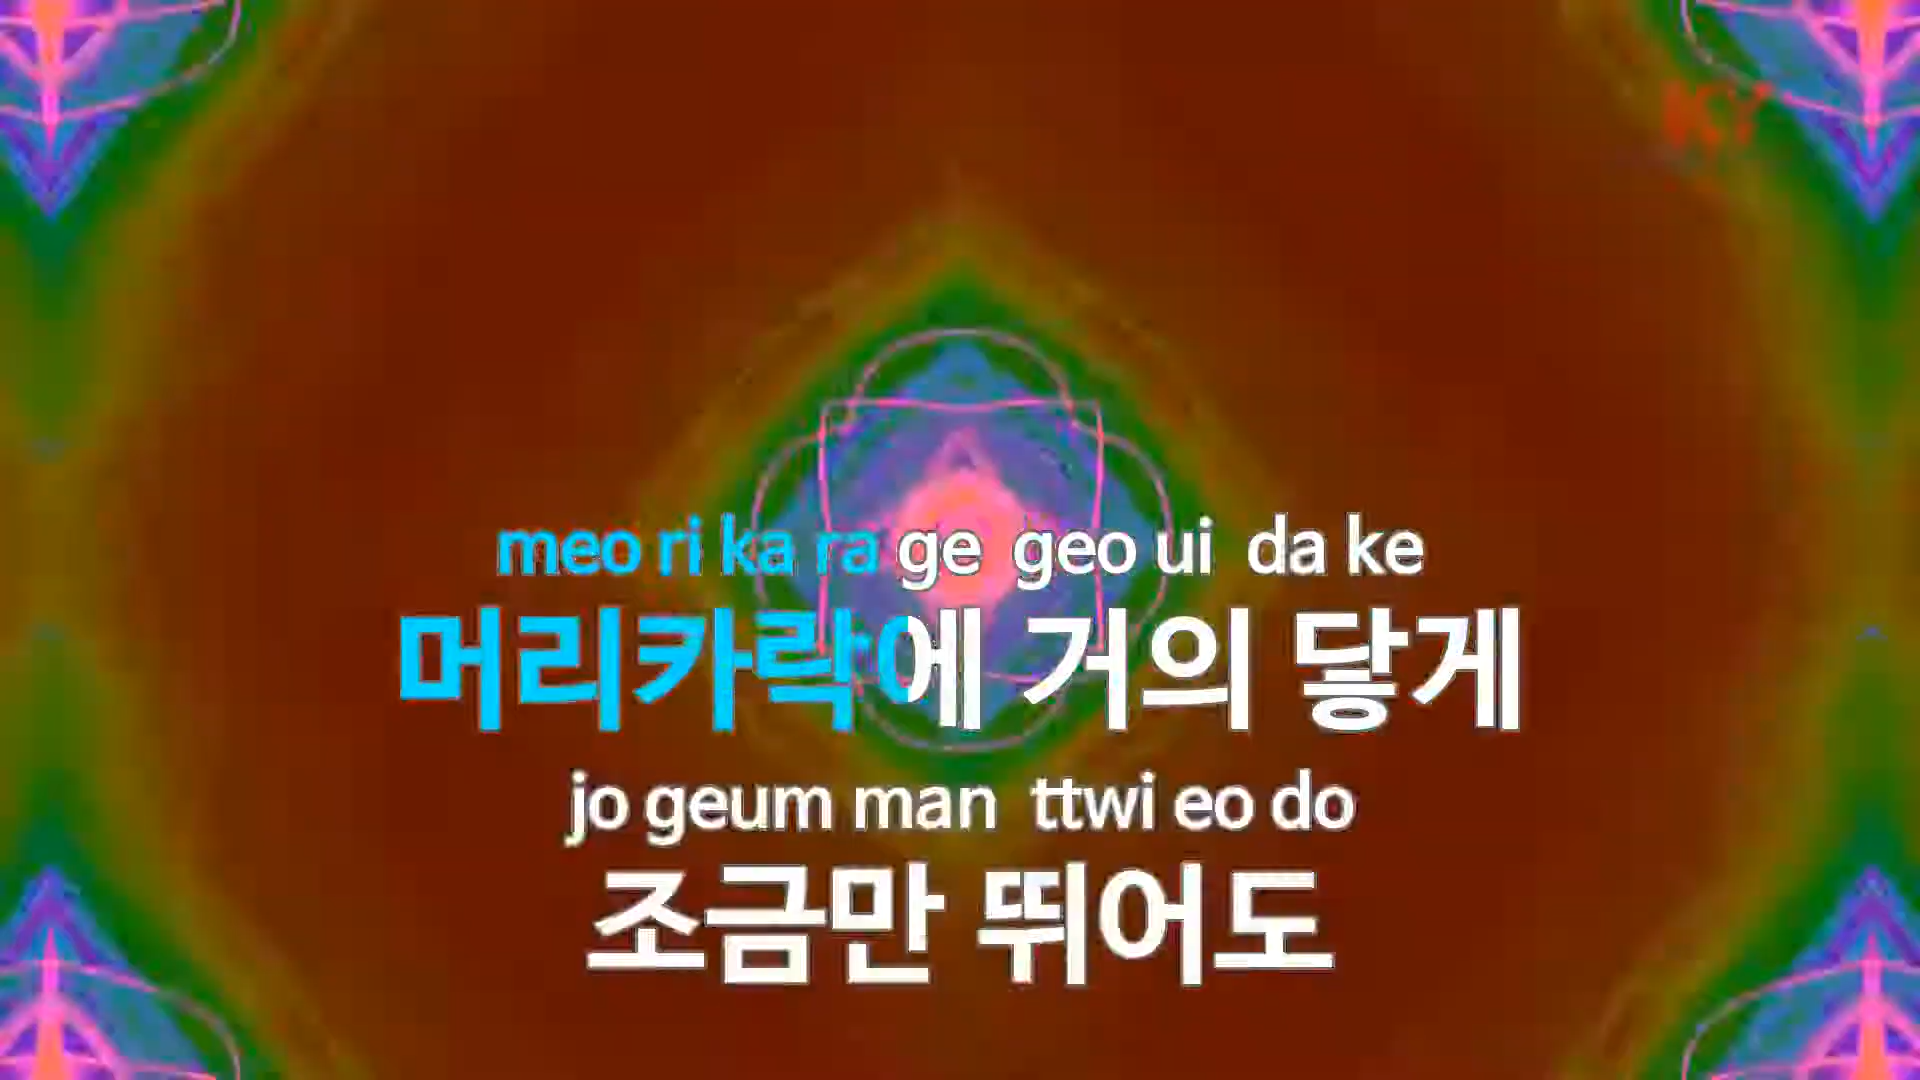 KY
meo ri ka ra ge geo ui da ke
머리카락에 거의 닿게
jo geum man ttwi eo do
조금만 뛰어도